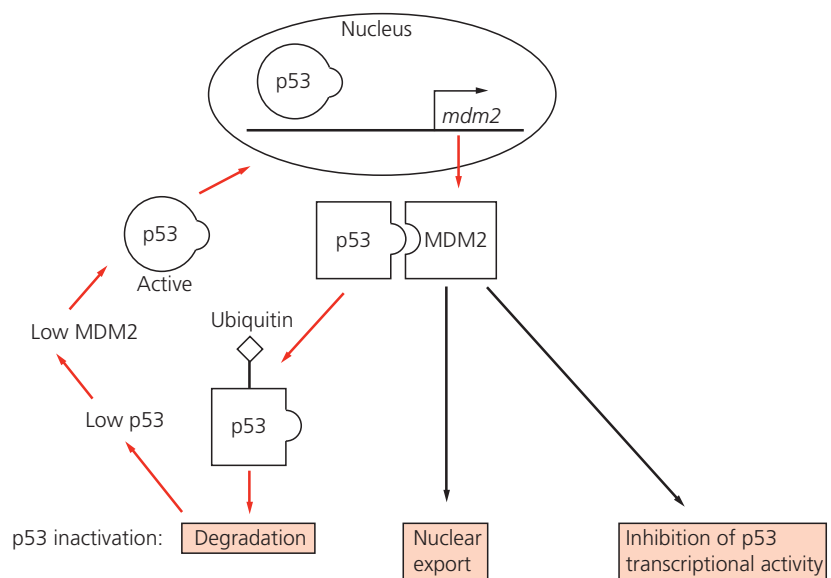 Nucleus
p53
mdm2
p53
Active
p53
MDM2
Low MDM2
Ubiquitin
Low p53
p53
p53 inactivation:
Degradation
Nuclear
export
Inhibition of p53
transcriptional activity